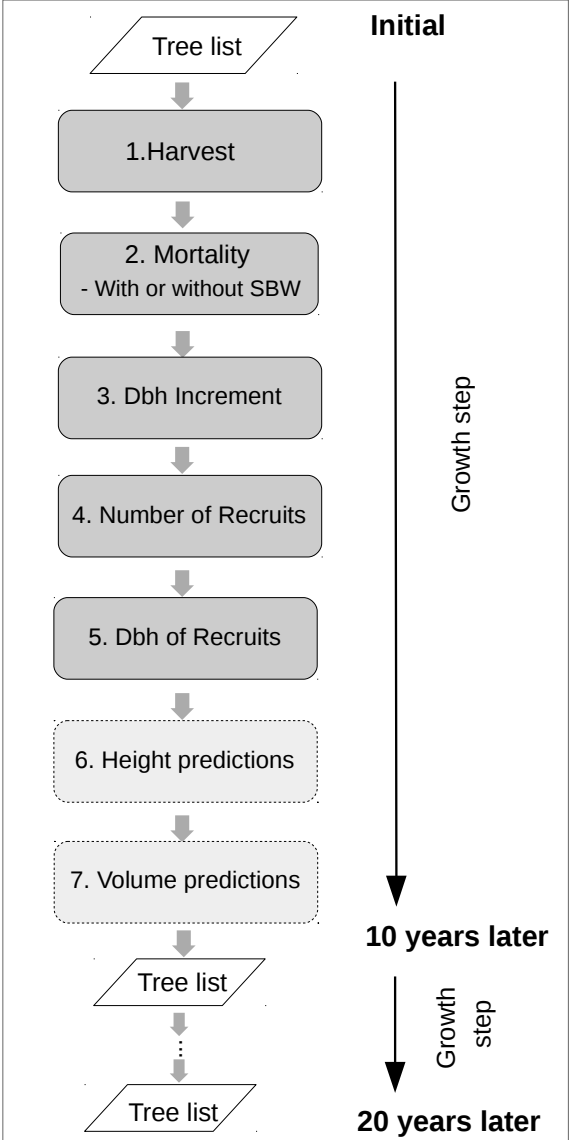 Initial
Tree list
1.Harvest
2. Mortality
- With or without SBW
3. Dbh Increment
Growth step
4. Number of Recruits
5. Dbh of Recruits
6. Height predictions
7. Volume predictions
10 years later
Tree list
Growth
step
...
Tree list
20 years later